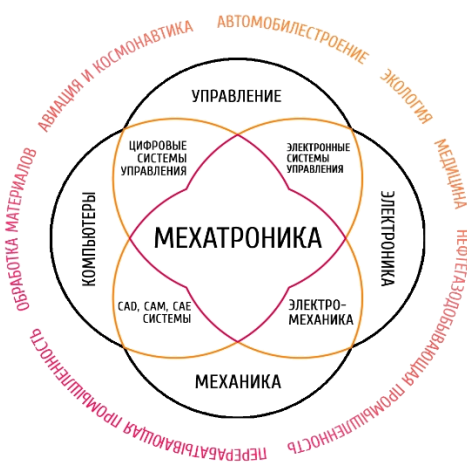 АВИАЦИЯ И КОСМОНАВТИКА
АВТОМОБИЛЕСТРОЕНИЕ
ЭКОЛОГИЯ
МЕДИЦИНА
НЕФТЕГАЗОДОБЫВАЮЩАЯ ПРОМЫШЛЕННОСТЬ
ПЕРЕРАБАТЫВАЮЩАЯ ПРОМЫШЛЕННОСТЬ
ОБРАБОТКА МАТЕРИАЛОВ
УПРАВЛЕНИЕ
ЦИФРОВЫЕ
СИСТЕМЫ
УПРАВЛЕНИЯ
ЭЛЕКТРОННЫЕ
СИСТЕМЫ
УПРАВЛЕНИЯ
КОМПЬЮТЕРЫ
МЕХАТРОНИКА
ЭЛЕКТРОНИКА
CAD, CAM, CAE
СИСТЕМЫ
ЭЛЕКТРО-
МЕХАНИКА
МЕХАНИКА